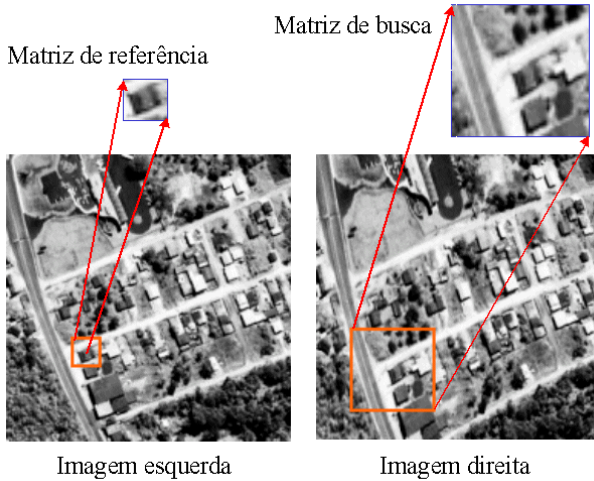 Matriz de busca
Matriz de referência
Imagem esquerda
Imagem direita